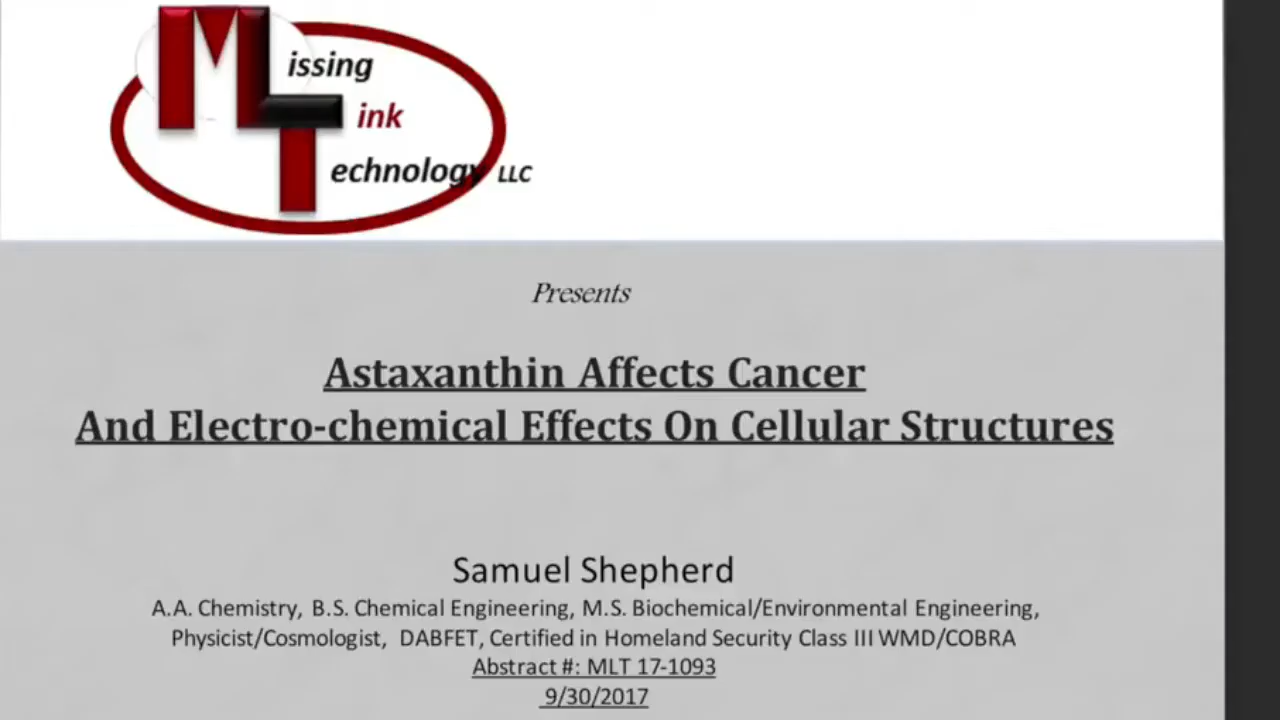 MLT
issing
ink
echnology LLC
Presents
Astaxanthin Affects Cancer
And Electro-chemical Effects On Cellular Structures
Samuel Shepherd
A.A. Chemistry, B.S. Chemical Engineering, M.S. Biochemical/Environmental Engineering,
Physicist/Cosmologist, DABFET, Certified in Homeland Security Class III WMD/COBRA
Abstract #: MLT 17-1093
9/30/2017